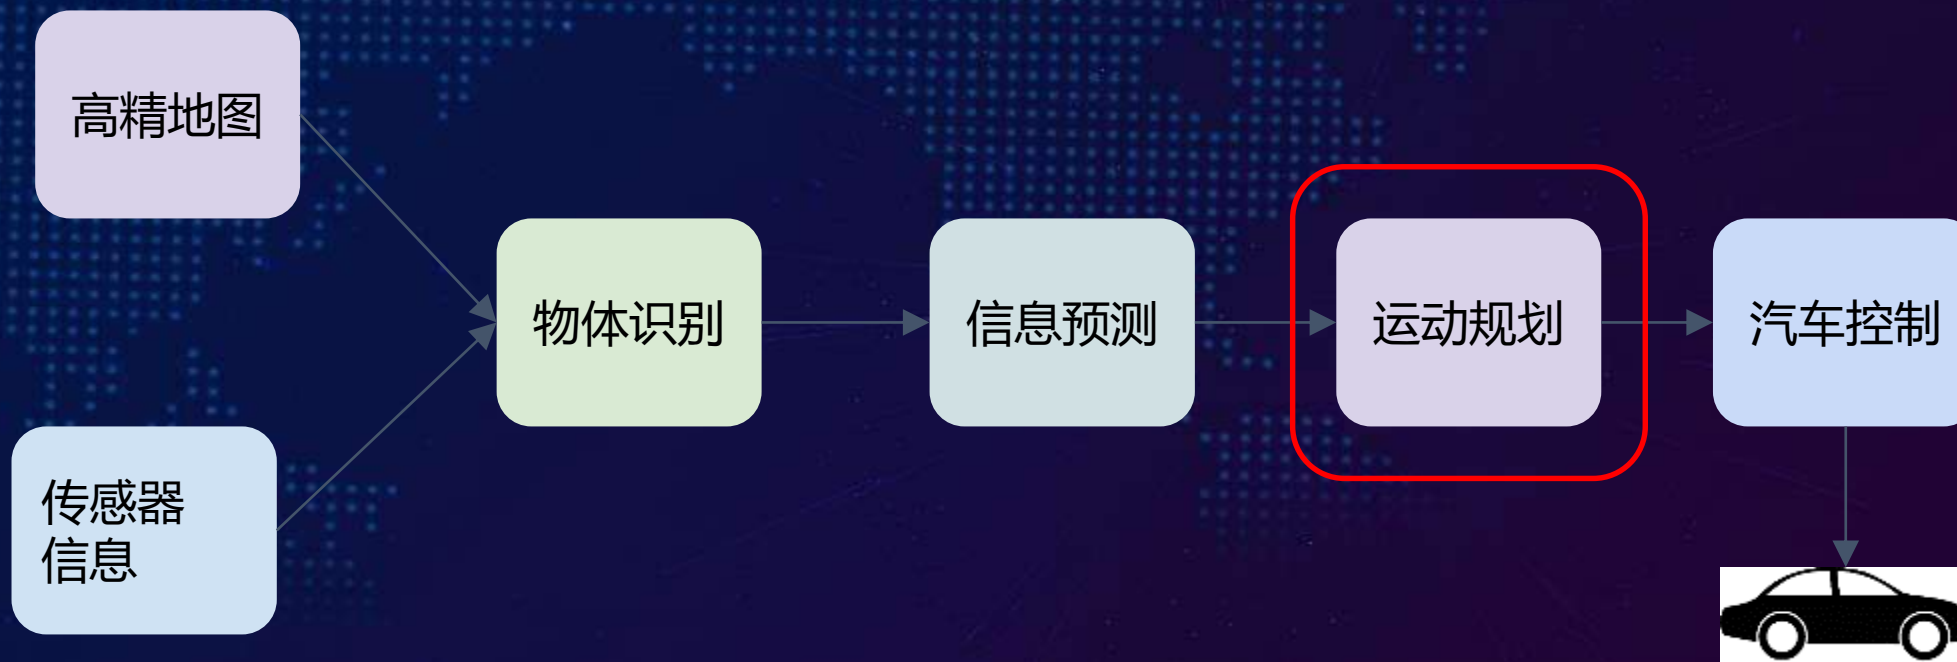 高精地图
物体识别
信息预测
运动规划
汽车控制
传感器
信息